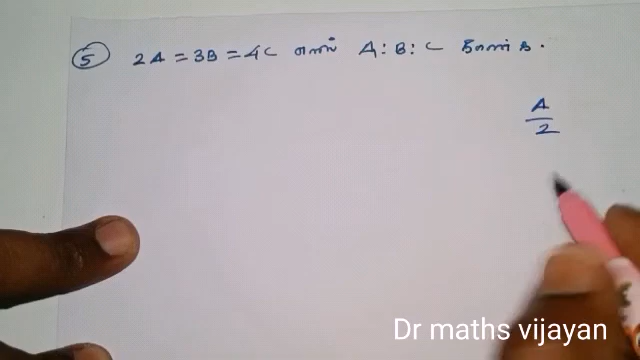 5 2A = 3B = 4C எனில் A : B : C காண்க.
A
2
Dr maths vijayan